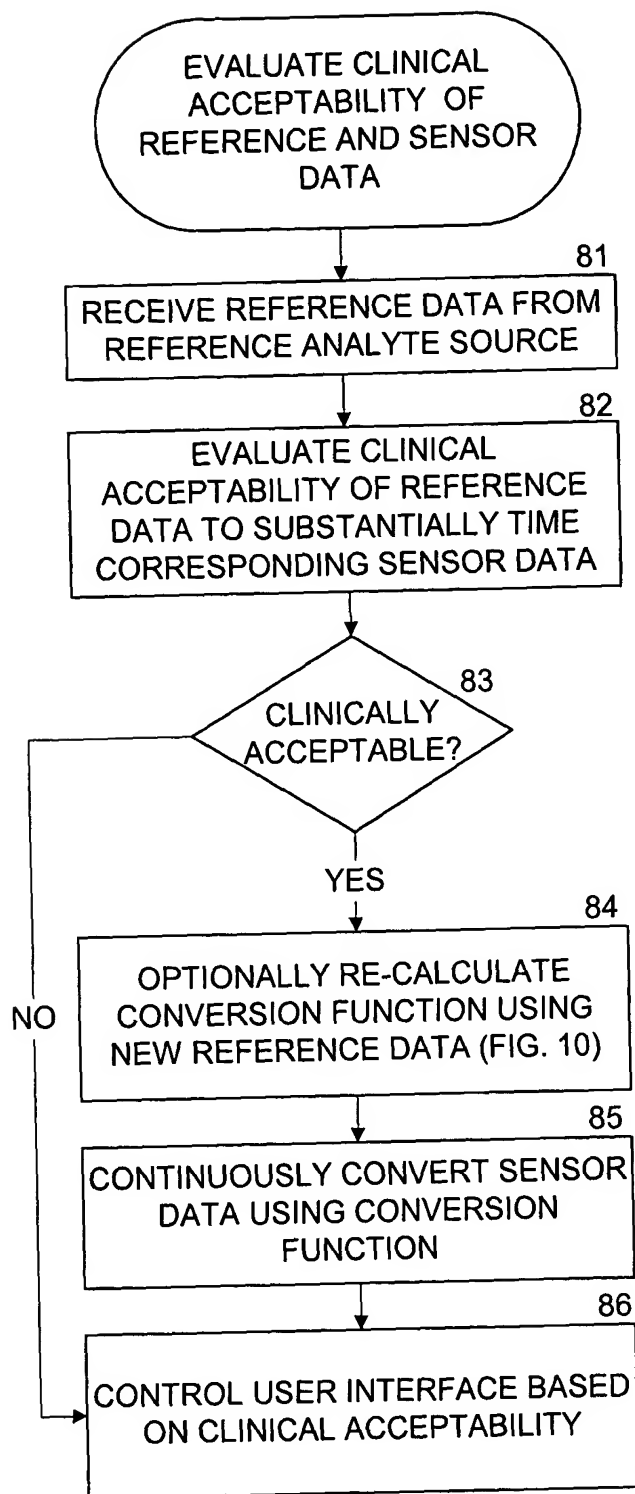 EVALUATE CLINICAL
ACCEPTABILITY OF
REFERENCE AND SENSOR
DATA
81
RECEIVE REFERENCE DATA FROM
REFERENCE ANALYTE SOURCE
82
EVALUATE CLINICAL
ACCEPTABILITY OF REFERENCE
DATA TO SUBSTANTIALLY TIME
CORRESPONDING SENSOR DATA
83
CLINICALLY
ACCEPTABLE?
YES
84
OPTIONALLY RE-CALCULATE
CONVERSION FUNCTION USING
NEW REFERENCE DATA (FIG. 10)
NO
85
CONTINUOUSLY CONVERT SENSOR
DATA USING CONVERSION
FUNCTION
86
CONTROL USER INTERFACE BASED
ON CLINICAL ACCEPTABILITY